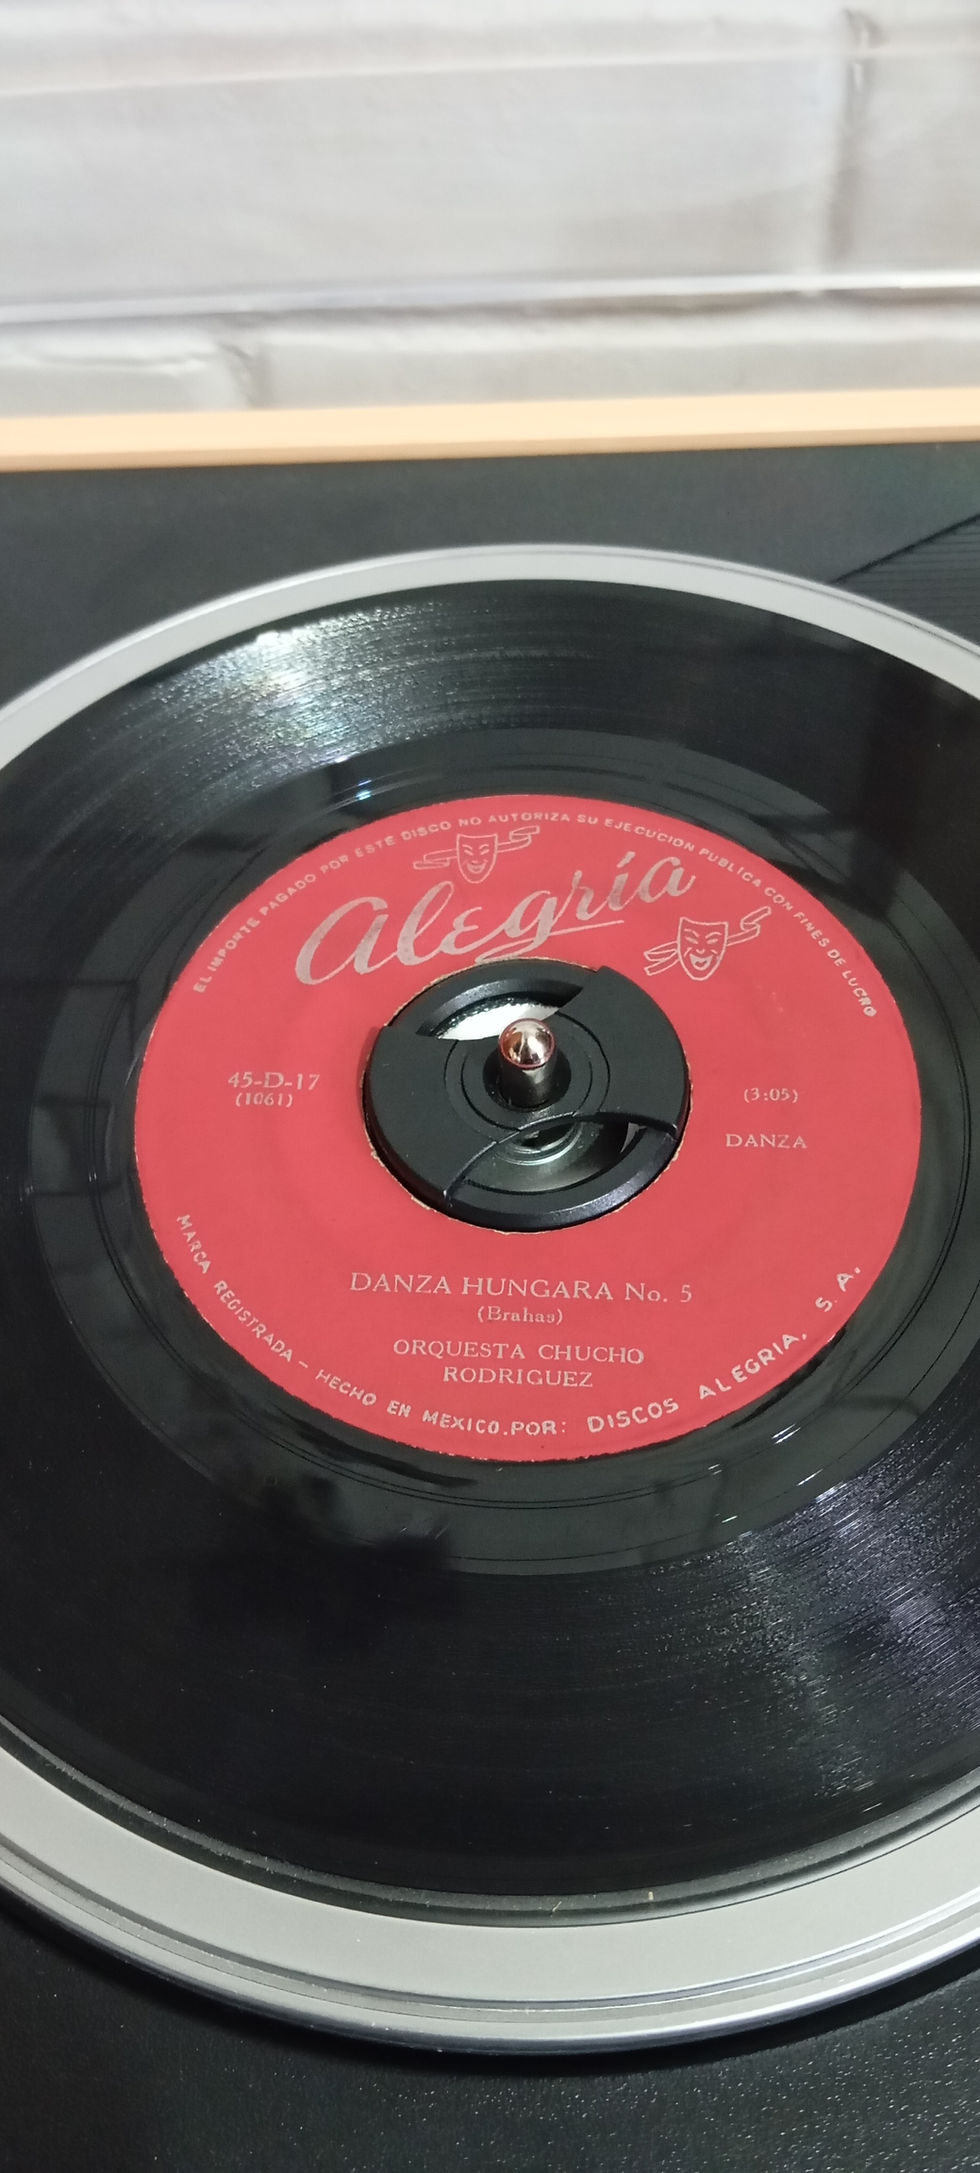 EL IMPORTE PAGADO POR ESTE DISCO NO AUTORIZA SU EJECUCION PUBLICA CON FINES DE LUCRO
Alegría
45-D-17
(1061)
(3:05)
DANZA
DANZA HUNGARA No. 5
(Brahas)
ORQUESTA CHUCHO
RODRIGUEZ
MARCA REGISTRADA - HECHO EN MEXICO.POR: DISCOS ALEGRIA, S.A.